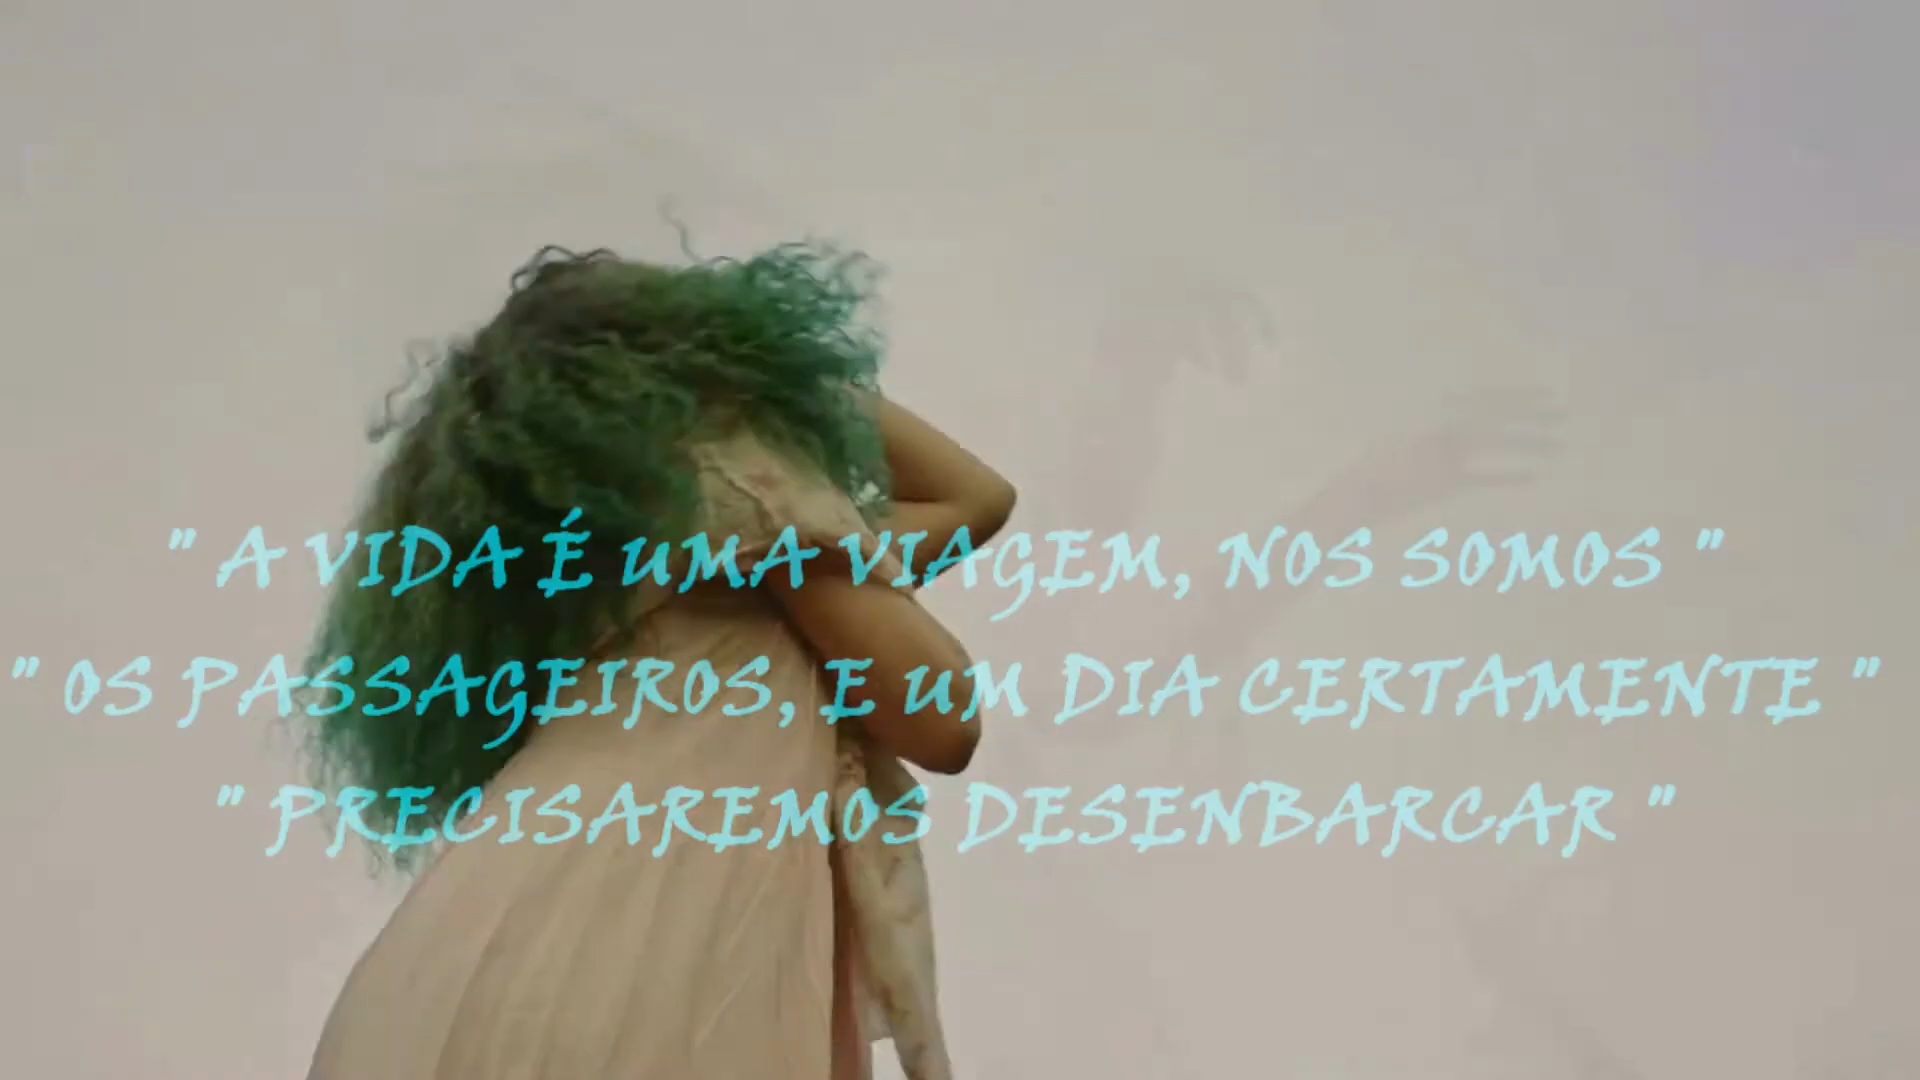 " A VIDA É UMA VIAGEM, NOS SOMOS "
" OS PASSAGEIROS, E UM DIA CERTAMENTE "
" PRECISAREMOS DESENBARCAR "